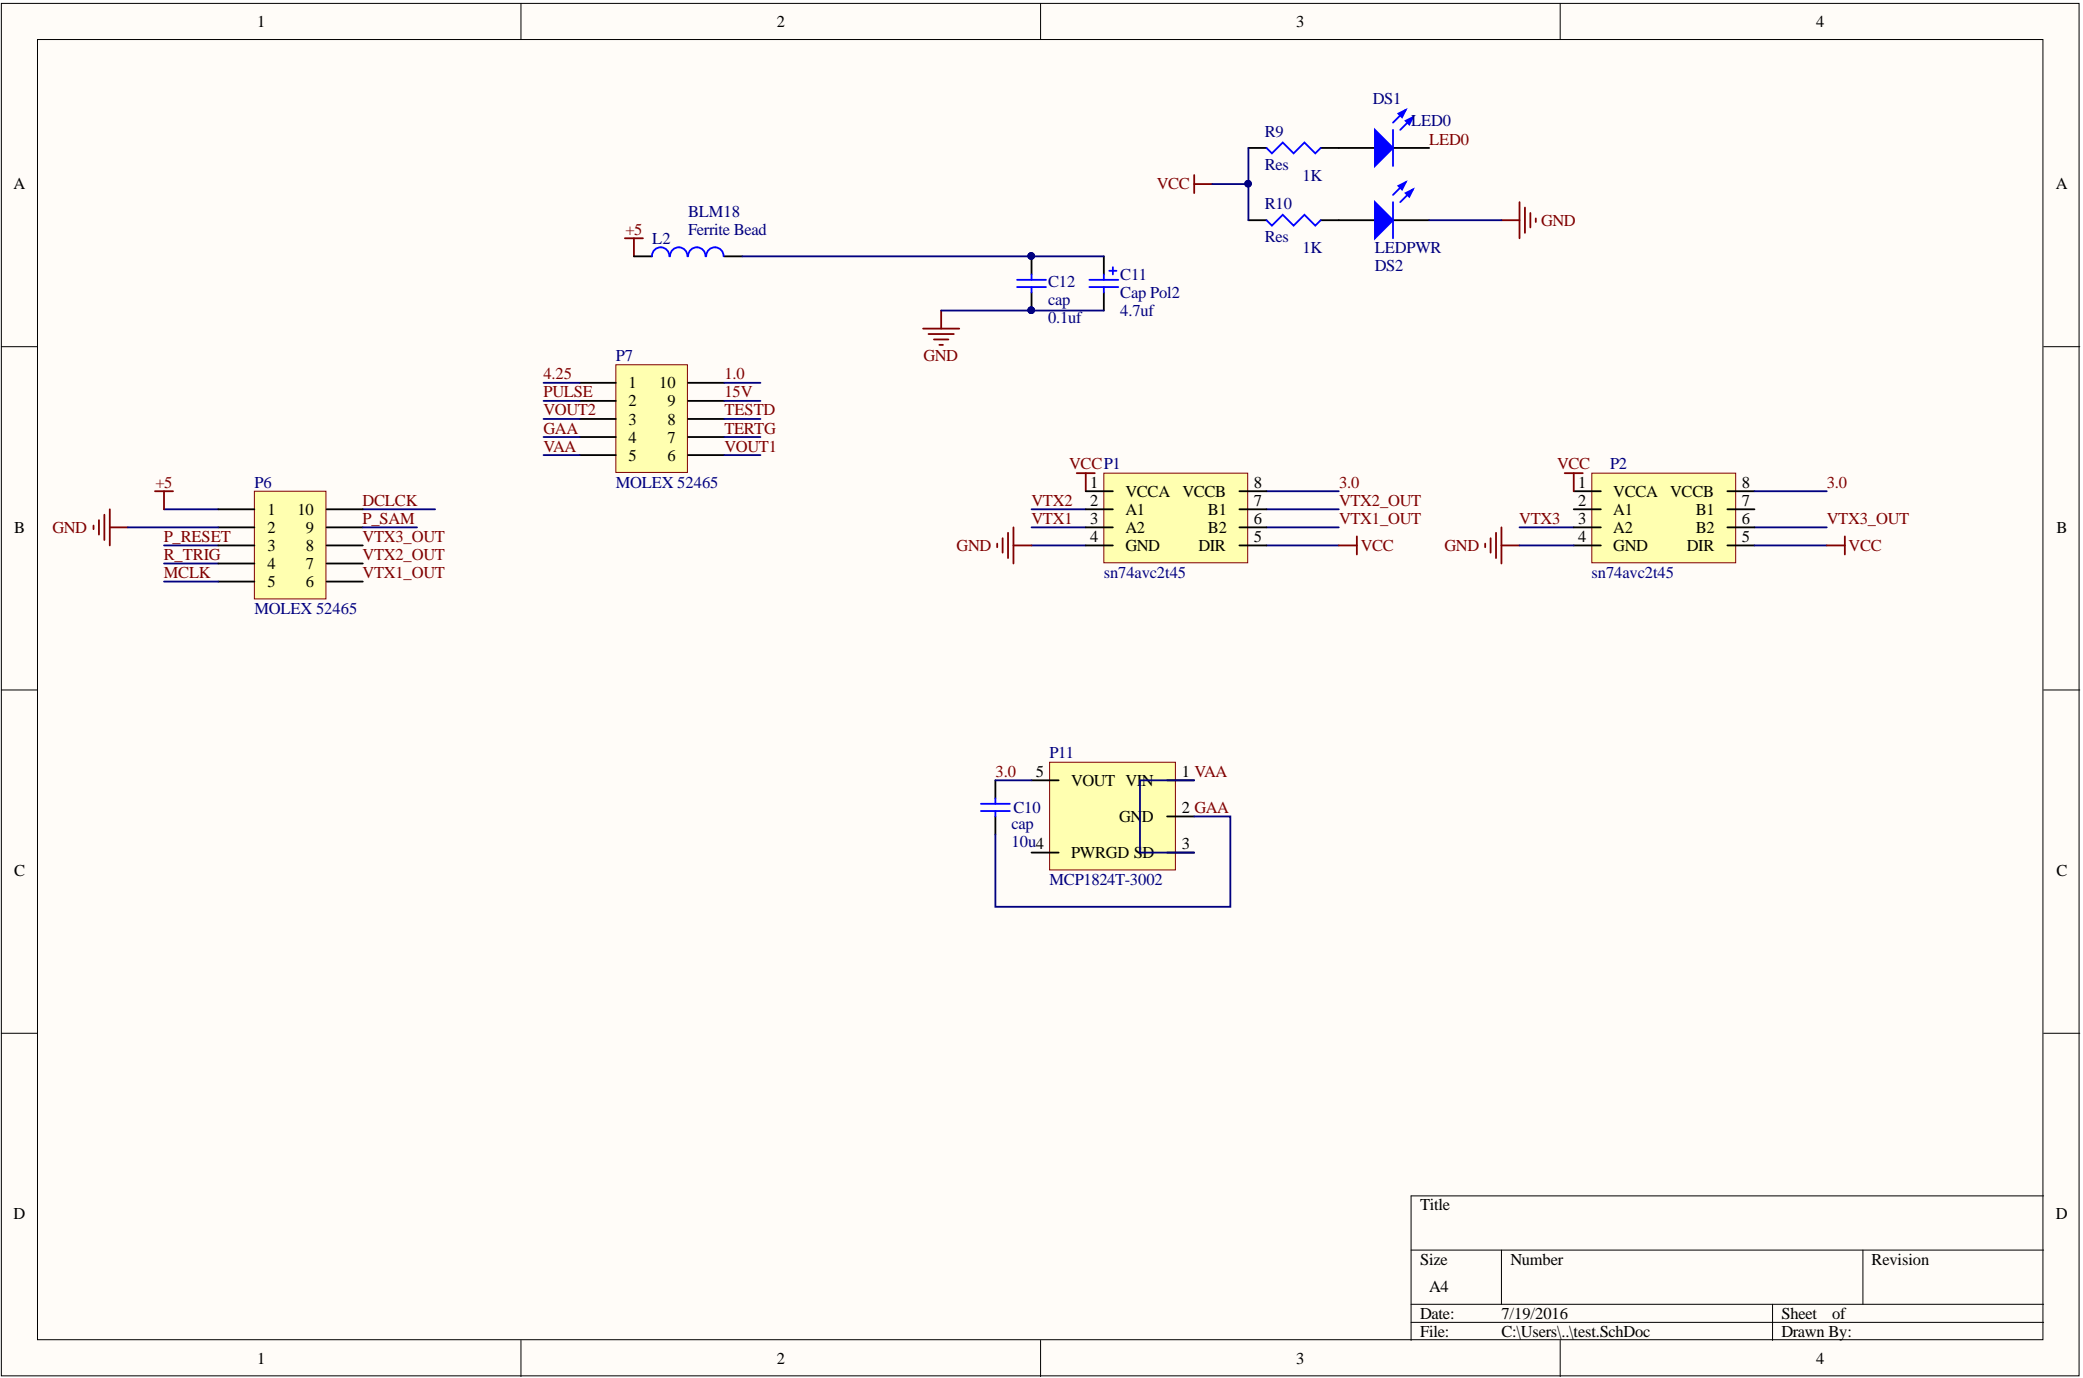 1 2 3 4
A A
DS1
LED0
LED0
R9
Res
1K
VCC
R10
Res
1K
LEDPWR
DS2
GND
BLM18
Ferrite Bead
+5
L2
C12
cap
0.1uf
+
C11
Cap Pol2
4.7uf
GND
P7
4.25 1 10 1.0
PULSE 2 9 15V
VOUT2 3 8 TESTD
GAA 4 7 TERTG
VAA 5 6 VOUT1
MOLEX 52465
B B
+5
P6
1 10 DCLCK
GND 2 9 P_SAM
P_RESET 3 8 VTX3_OUT
R_TRIG 4 7 VTX2_OUT
MCLK 5 6 VTX1_OUT
MOLEX 52465
VCC P1
1 VCCA VCCB 8 3.0
VTX2 2 A1 B1 7 VTX2_OUT
VTX1 3 A2 B2 6 VTX1_OUT
GND 4 GND DIR 5 VCC
sn74avc2t45
VCC P2
1 VCCA VCCB 8 3.0
2 A1 B1 7
VTX3 3 A2 B2 6 VTX3_OUT
GND 4 GND DIR 5 VCC
sn74avc2t45
C C
P11
3.0 5 VOUT VIN 1 VAA
C10
cap
10u
GND 2 GAA
4 PWRGD SD 3
MCP1824T-3002
D D
Title
Size Number Revision
A4
Date: 7/19/2016 Sheet of
File: C:\Users\..\test.SchDoc Drawn By:
1 2 3 4